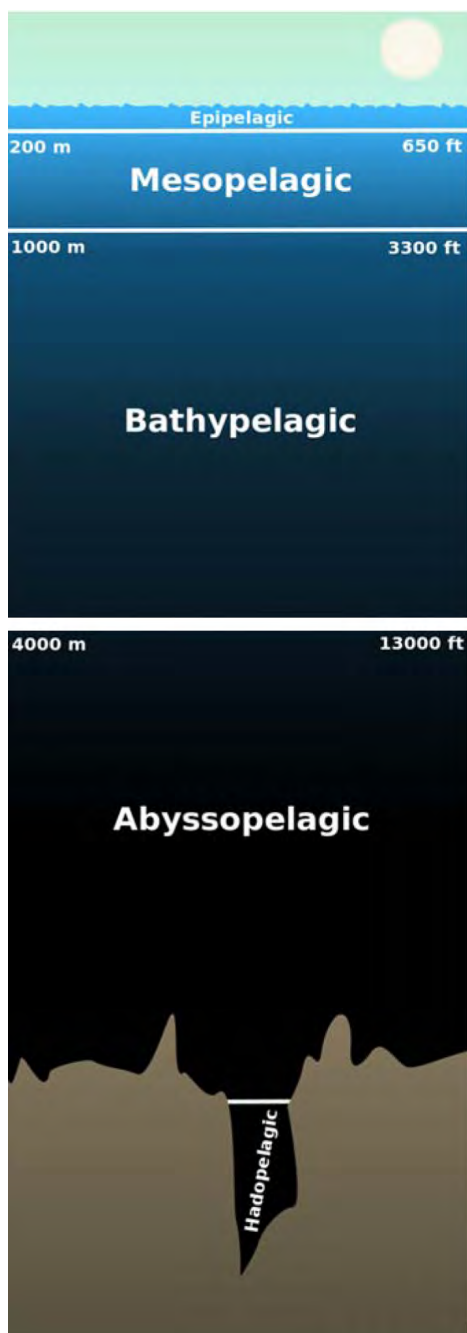 Epipelagic
200 m 650 ft
Mesopelagic
1000 m 3300 ft
Bathypelagic
4000 m 13000 ft
Abyssopelagic
Hadopelagic